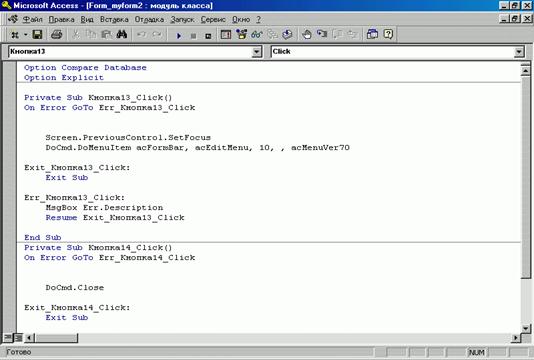 Microsoft Access - [Form_myform2 : модуль класса]
Файл Правка Вид Вставка Отладка Запуск Сервис Окно ?
Кнопка13 Click
Option Compare Database
Option Explicit
Private Sub Кнопка13_Click()
On Error GoTo Err_Кнопка13_Click
Screen.PreviousControl.SetFocus
DoCmd.DoMenuItem acFormBar, acEditMenu, 10, , acMenuVer70
Exit_Кнопка13_Click:
Exit Sub
Err_Кнопка13_Click:
MsgBox Err.Description
Resume Exit_Кнопка13_Click
End Sub
Private Sub Кнопка14_Click()
On Error GoTo Err_Кнопка14_Click
DoCmd.Close
Exit_Кнопка14_Click:
Exit Sub
Готово NUM